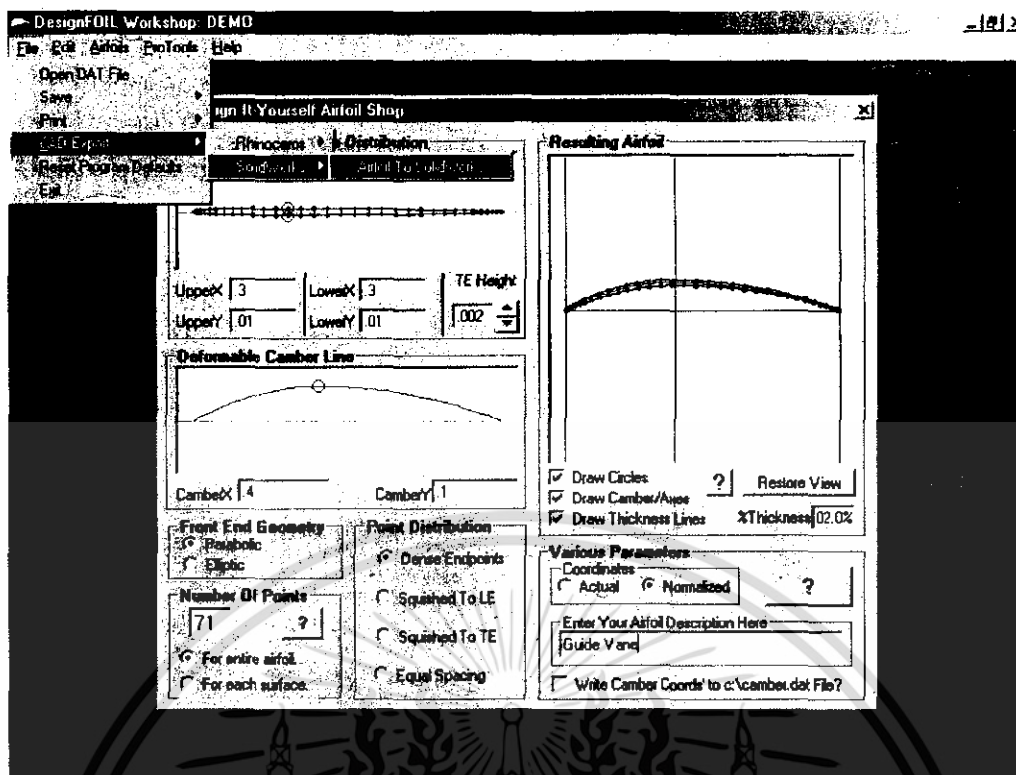 DesignFOIL Workshop: DEMO
File Edit Airfoils ProTools Help
Open DAT File
Save
Print
CAD Export
Reset Program Defaults
Exit
Rhinoceros
Airfoil To
ign It-Yourself Airfoil Shop
Distribution
UpperX .3
LowerX .3
TE Height
UpperY .01
LowerY .01
.002
Deformable Camber Line
CamberX .4
CamberY .1
Front End Geometry
Parabolic
Elliptic
Number Of Points
71 ?
For entire airfoil.
For each surface.
Point Distribution
Dense Endpoints
Squished To LE
Squished To TE
Equal Spacing
Resulting Airfoil
Draw Circles
? Restore View
Draw Camber/Axes
Draw Thickness Lines
%Thickness 02.0%
Various Parameters
Coordinates
Actual Normalized
?
Enter Your Airfoil Description Here
Guide Vane
Write Camber Coords' to c:\camber.dat File?